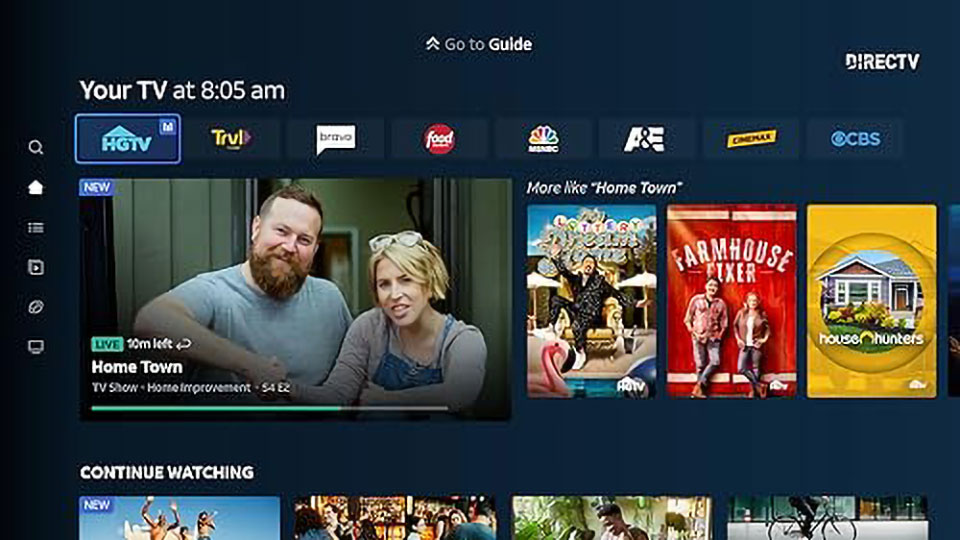 Go to Guide
DIRECTV
Your TV at 8:05 am
HGTV
Trvl
bravo
food
MSNBC
A&E
CINEMAX
CBS
NEW
More like "Home Town"
LIVE 10m left
Home Town
TV Show • Home Improvement • S4 E2
My
LOTTERY
Dream
Home
HGTV
FARMHOUSE
FIXER
house hunters
CONTINUE WATCHING
NEW